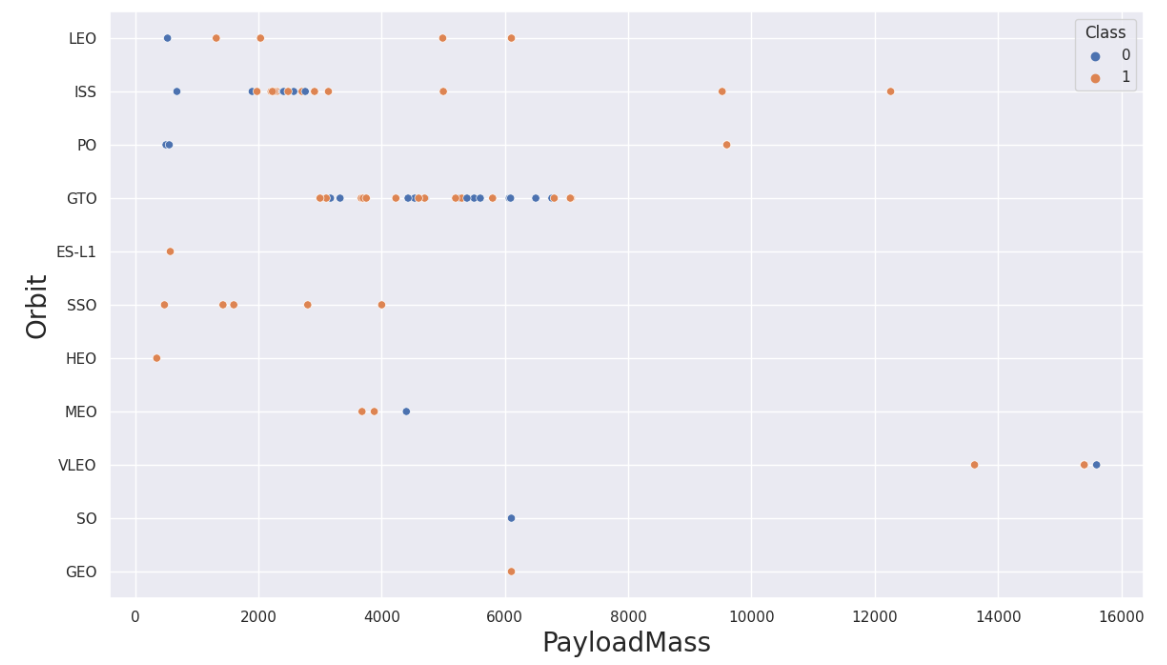 LEO
ISS
PO
GTO
ES-L1
SSO
HEO
MEO
VLEO
SO
GEO
Orbit
0 2000 4000 6000 8000 10000 12000 14000 16000
PayloadMass
Class
0
1